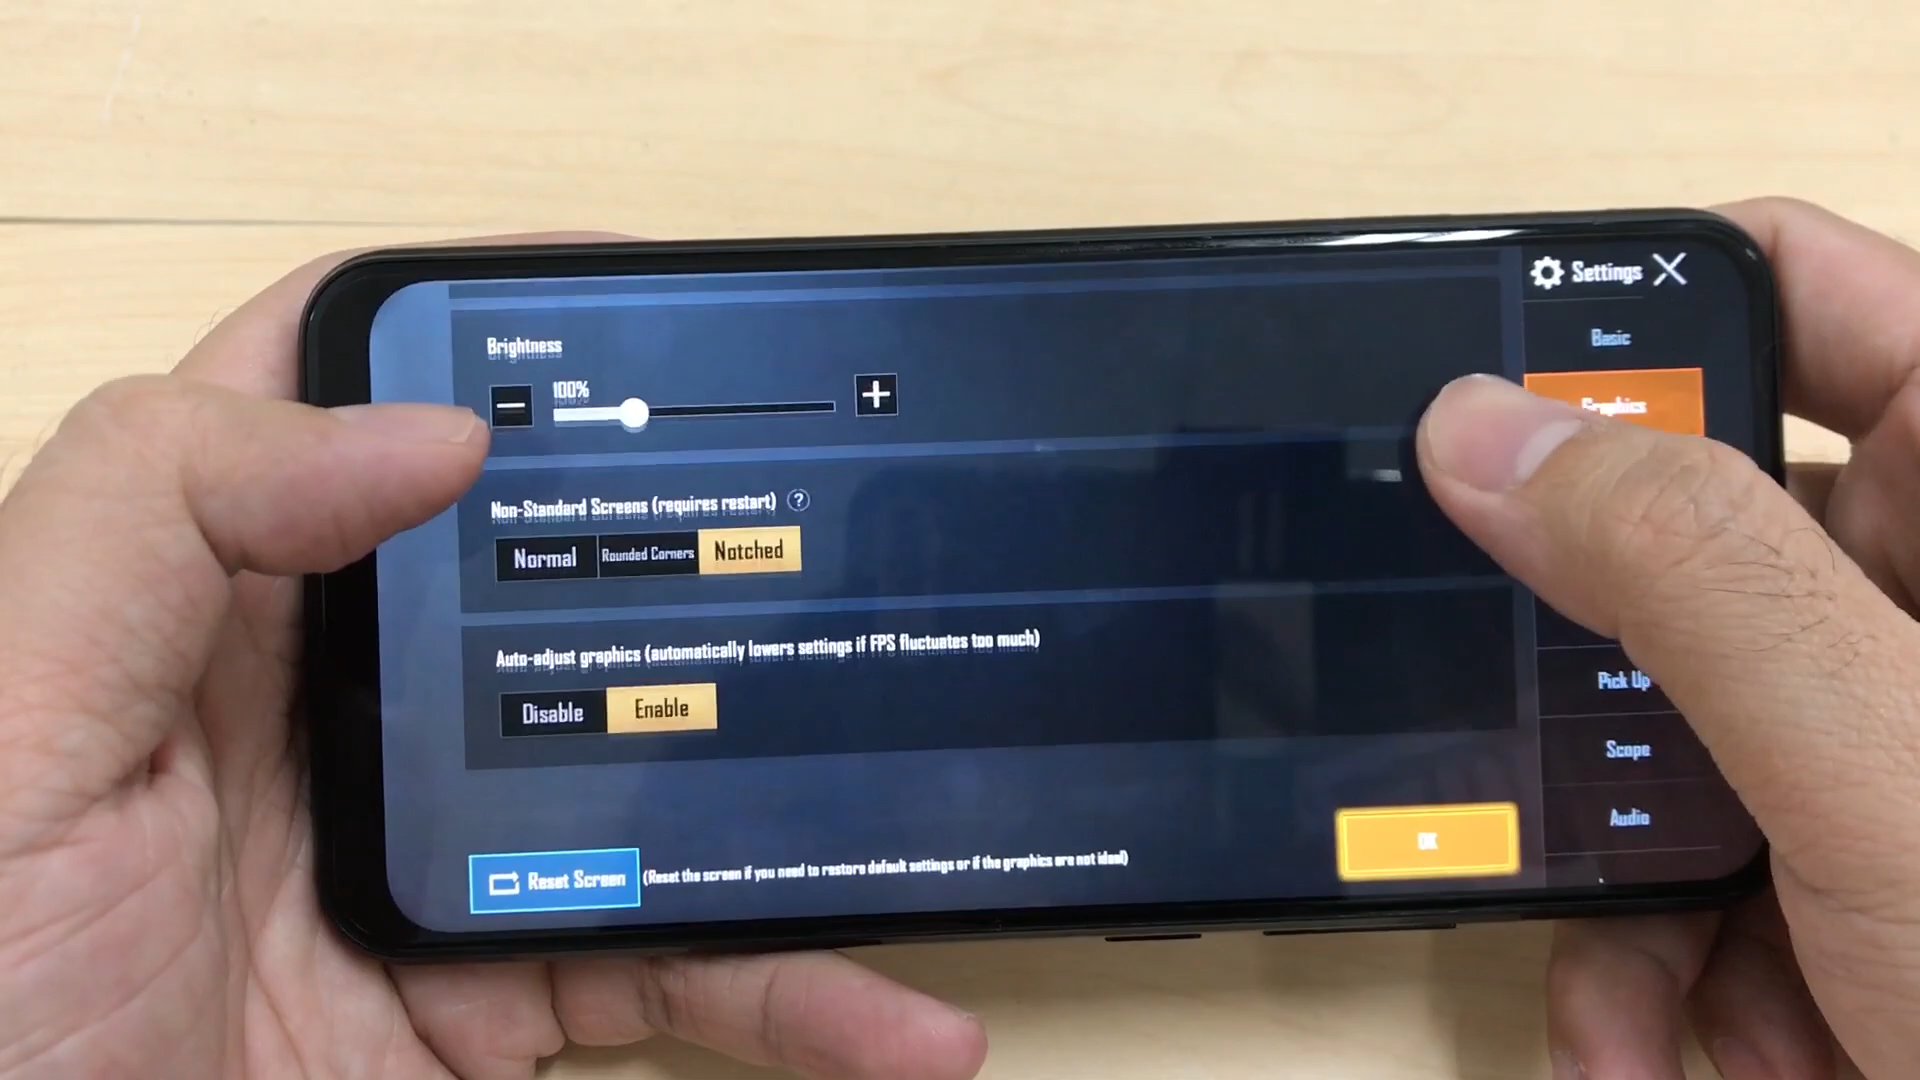 Settings
Basic
Graphics
Pick Up
Scope
Audio
Brightness
100%
Non-Standard Screens (requires restart) ?
Normal Rounded Corners Notched
Auto-adjust graphics (automatically lowers settings if FPS fluctuates too much)
Disable Enable
Reset Screen (Reset the screen if you need to restore default settings or if the graphics are not ideal)
OK